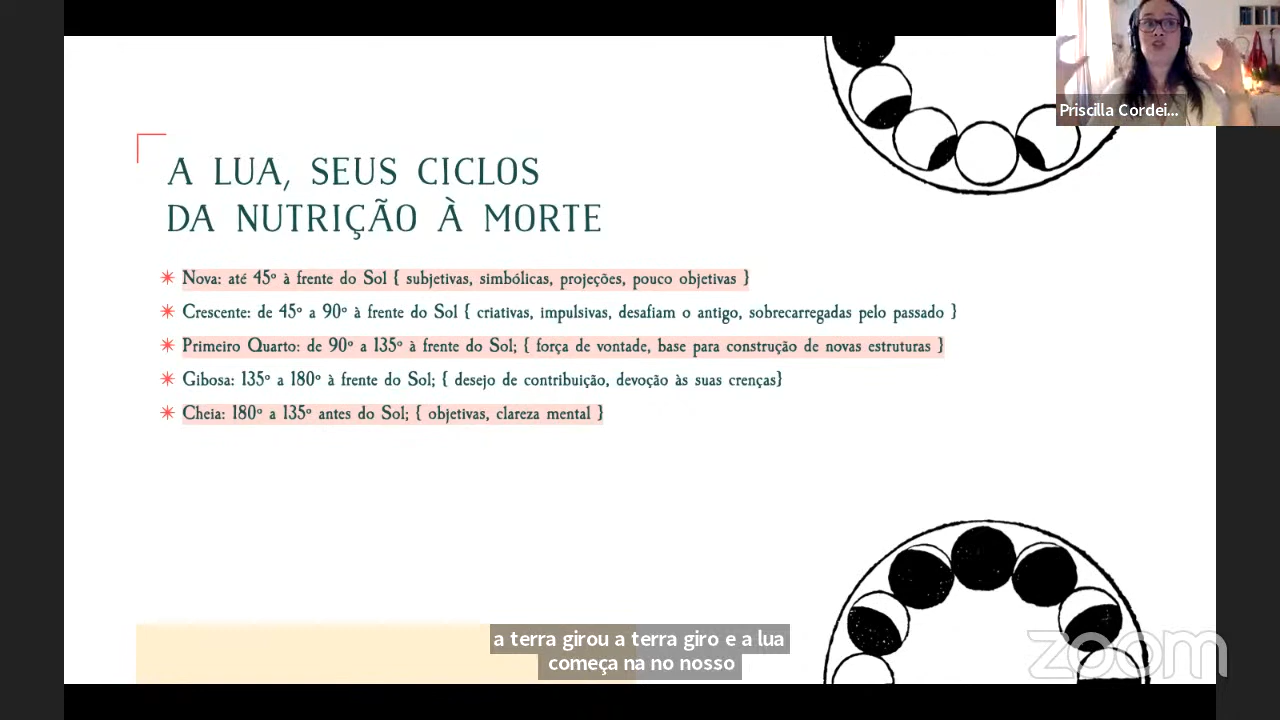 Priscilla Cordei...
A LUA, SEUS CICLOS
DA NUTRIÇÃO À MORTE
Nova: até 45º à frente do Sol { subjetivas, simbólicas, projeções, pouco objetivas }
Crescente: de 45º a 90º à frente do Sol { criativas, impulsivas, desafiam o antigo, sobrecarregadas pelo passado }
Primeiro Quarto: de 90º a 135º à frente do Sol; { força de vontade, base para construção de novas estruturas }
Gibosa: 135º a 180º à frente do Sol; { desejo de contribuição, devoção às suas crenças}
Cheia: 180º a 135º antes do Sol; { objetivas, clareza mental }
a terra girou a terra giro e a lua
começa na no nosso
zoom